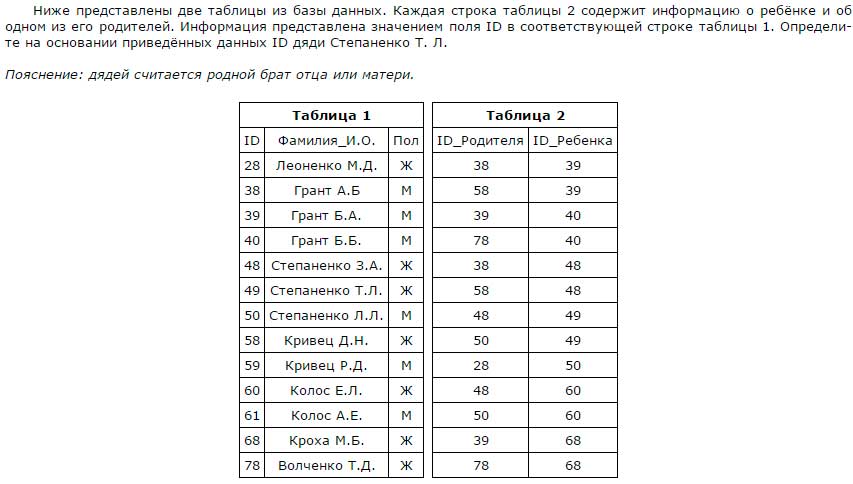 Ниже представлены две таблицы из базы данных. Каждая строка таблицы 2 содержит информацию о ребёнке и об
одном из его родителей. Информация представлена значением поля ID в соответствующей строке таблицы 1. Определи-
те на основании приведённых данных ID дяди Степаненко Т. Л.
Пояснение: дядей считается родной брат отца или матери.
Таблица 1 Таблица 2
ID Фамилия_И.О. Пол ID_Родителя ID_Ребенка
28 Леоненко М.Д. Ж 38 39
38 Грант А.Б М 58 39
39 Грант Б.А. М 39 40
40 Грант Б.Б. М 78 40
48 Степаненко З.А. Ж 38 48
49 Степаненко Т.Л. Ж 58 48
50 Степаненко Л.Л. М 48 49
58 Кривец Д.Н. Ж 50 49
59 Кривец Р.Д. М 28 50
60 Колос Е.Л. Ж 48 60
61 Колос А.Е. М 50 60
68 Кроха М.Б. Ж 39 68
78 Волченко Т.Д. Ж 78 68